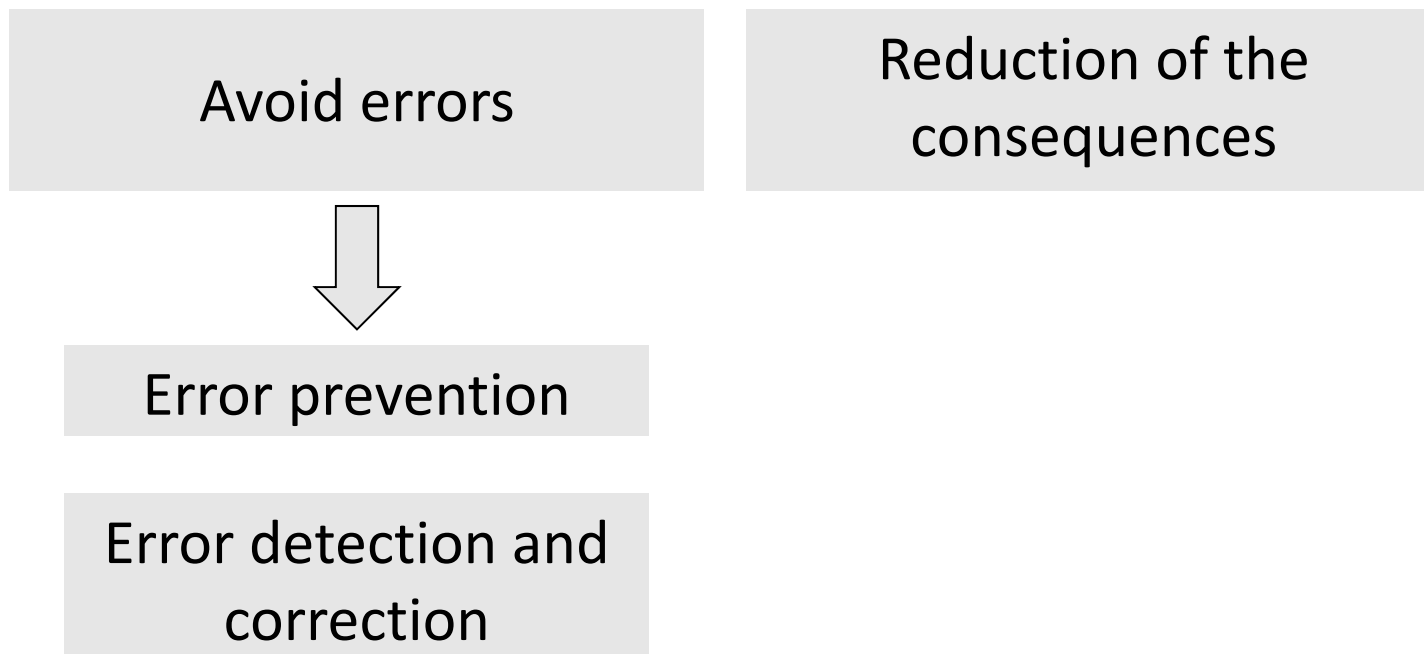 Avoid errors
Reduction of the
consequences
Error prevention
Error detection and
correction